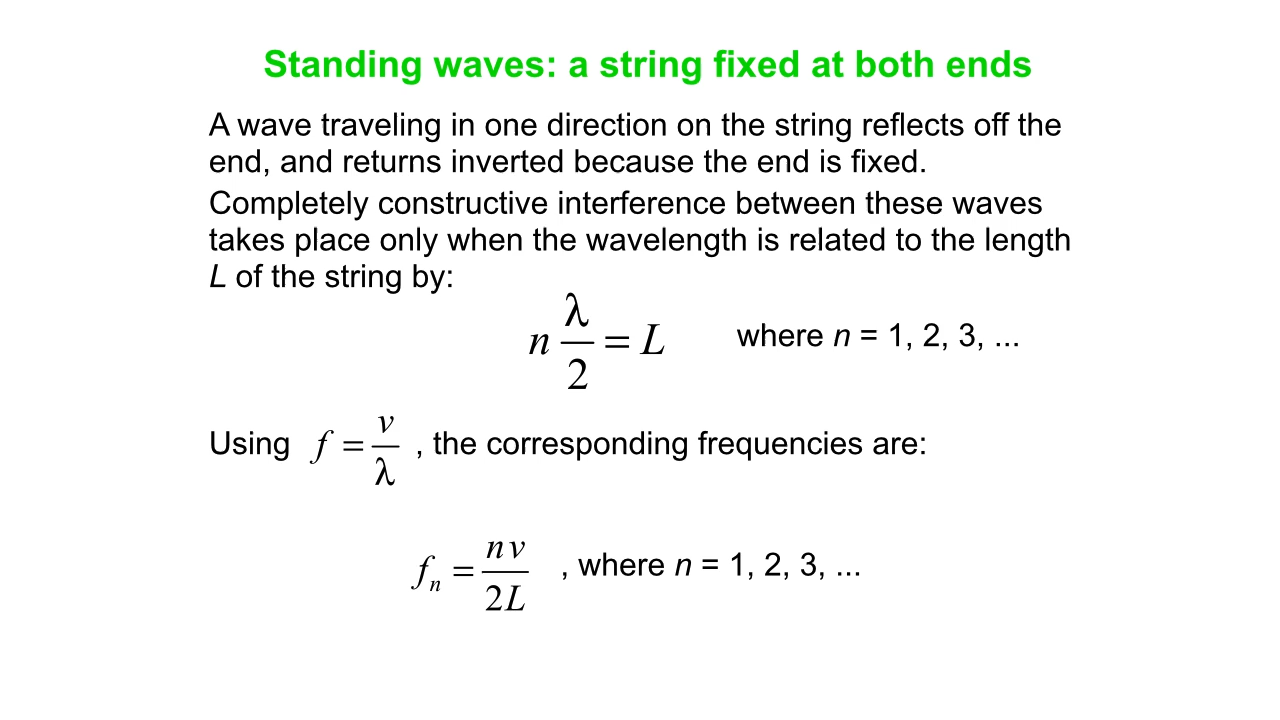 Standing waves: a string fixed at both ends
A wave traveling in one direction on the string reflects off the
end, and returns inverted because the end is fixed.
Completely constructive interference between these waves
takes place only when the wavelength is related to the length
L of the string by:
n λ/2 = L where n = 1, 2, 3, ...
Using f = v/λ , the corresponding frequencies are:
fₙ = nv/2L , where n = 1, 2, 3, ...